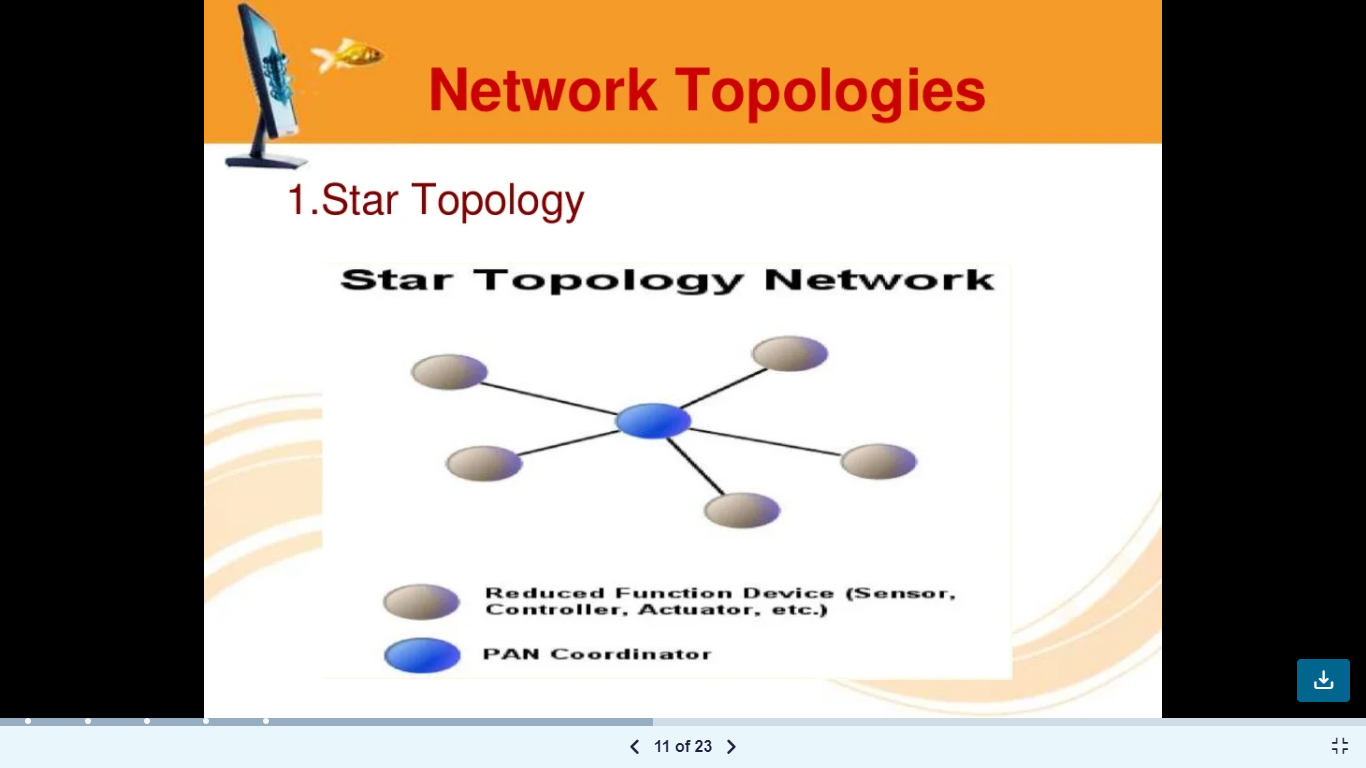 Network Topologies
1.Star Topology
Star Topology Network
Reduced Function Device (Sensor,
Controller, Actuator, etc.)
PAN Coordinator
11 of 23